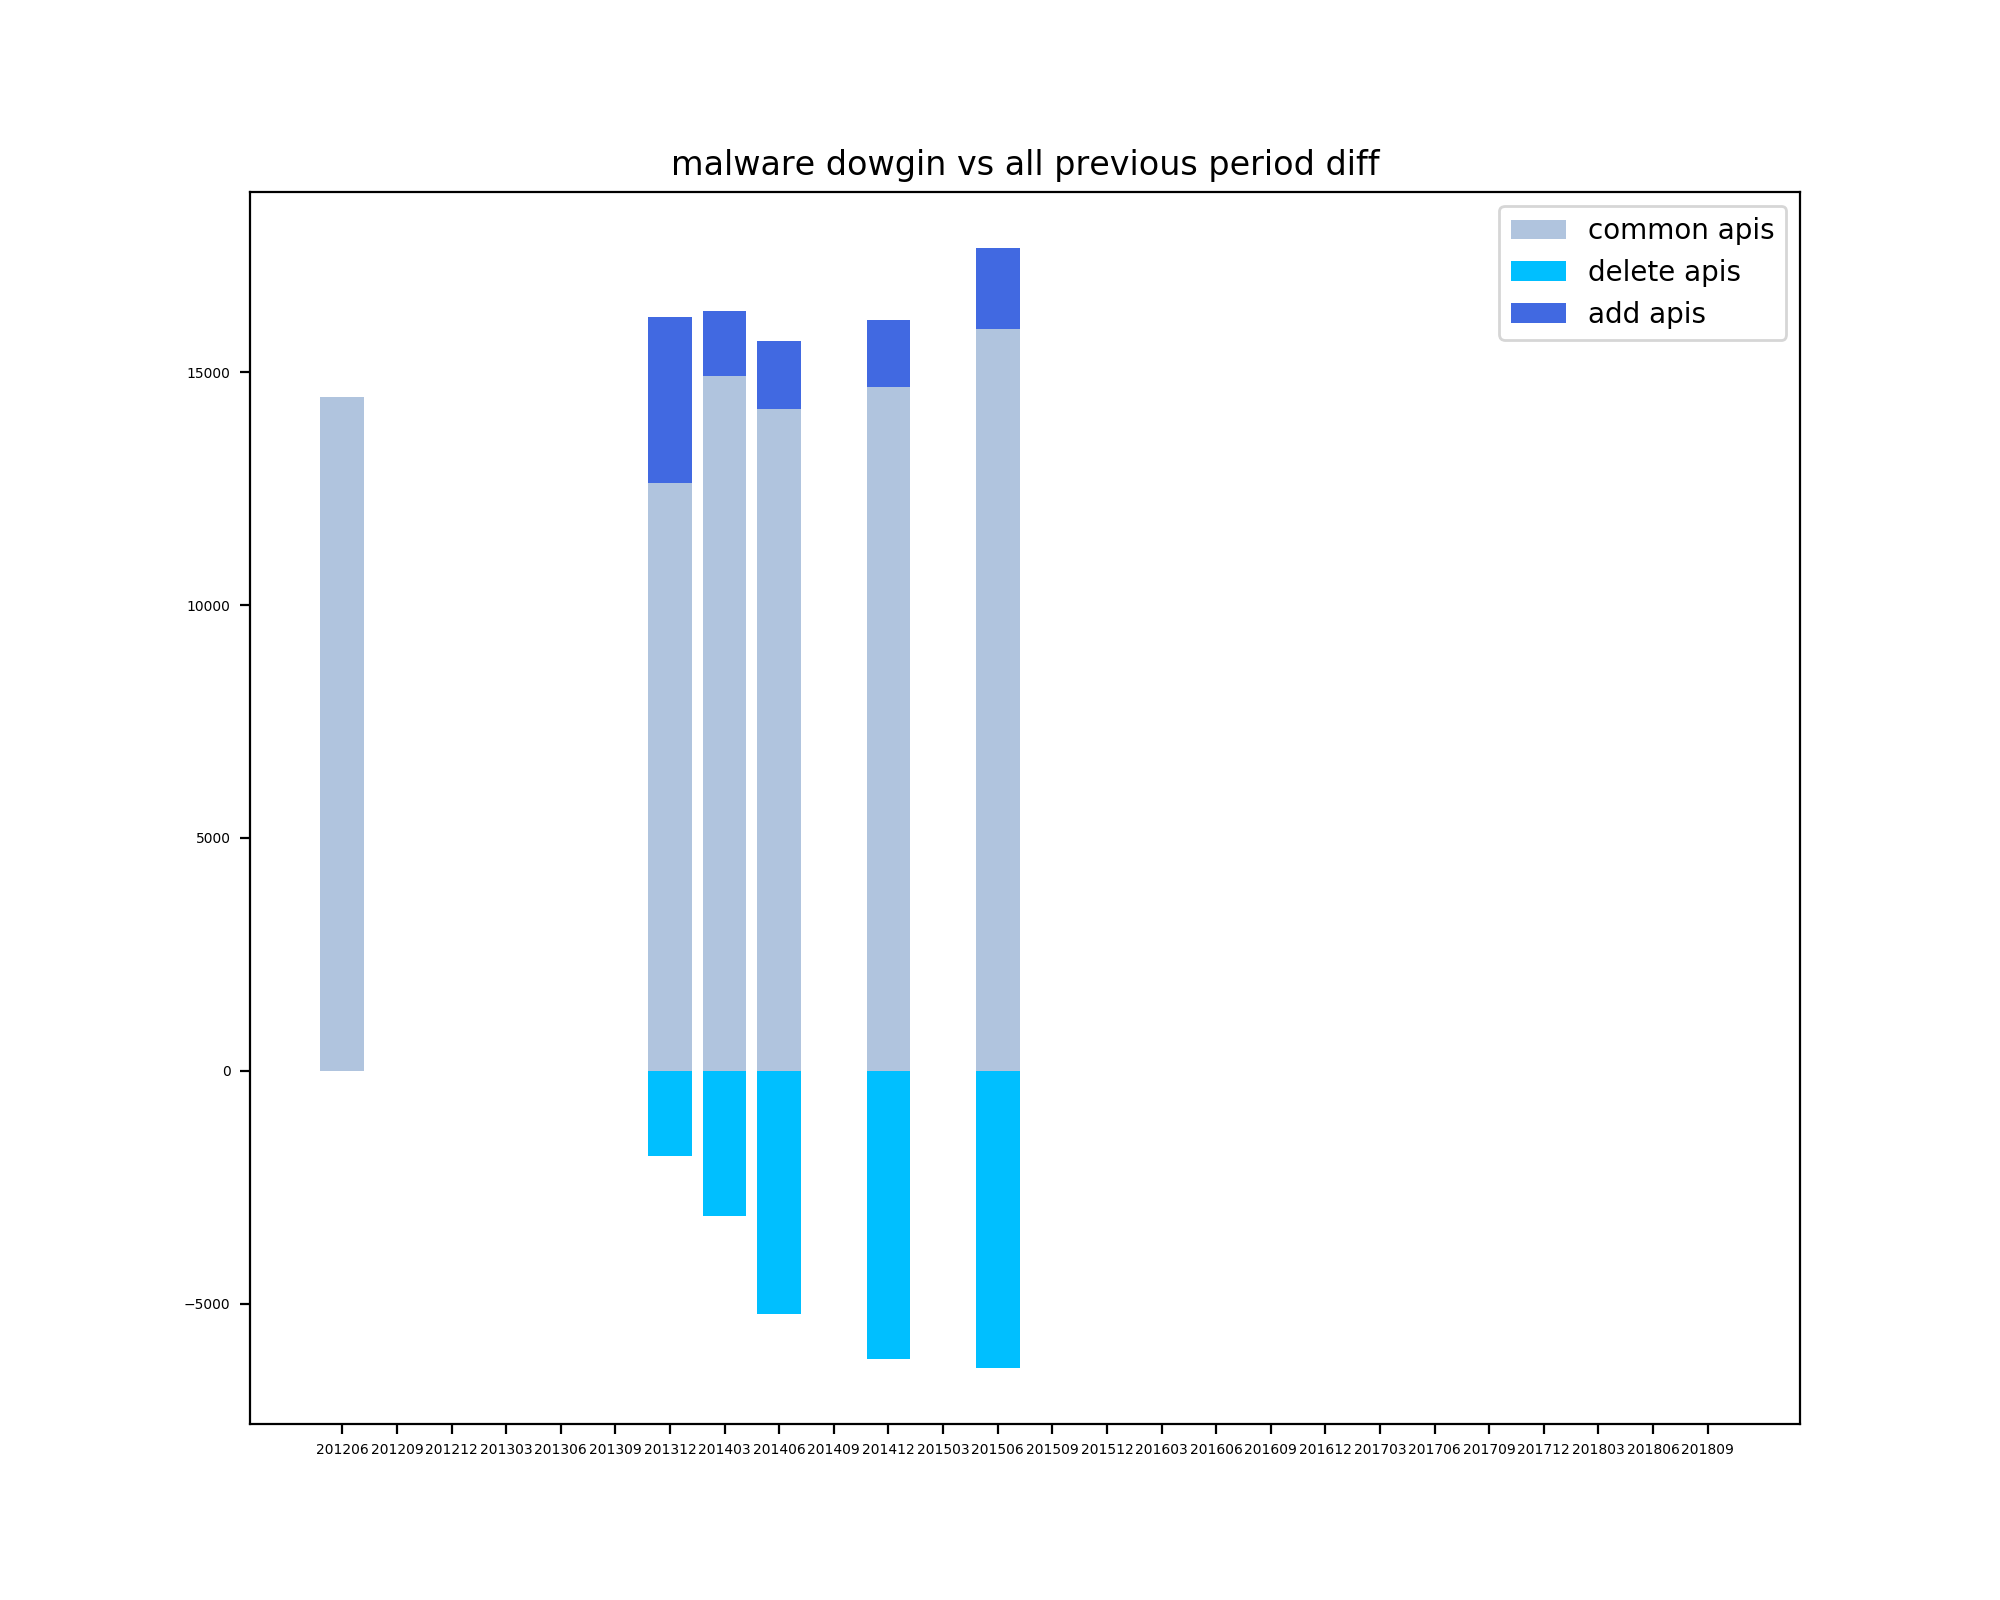 malware dowgin vs all previous period diff
common apis
delete apis
add apis
15000
10000
5000
0
−5000
201206 201209 201212 201303 201306 201309 201312 201403 201406 201409 201412 201503 201506 201509 201512 201603 201606 201609 201612 201703 201706 201709 201712 201803 201806 201809